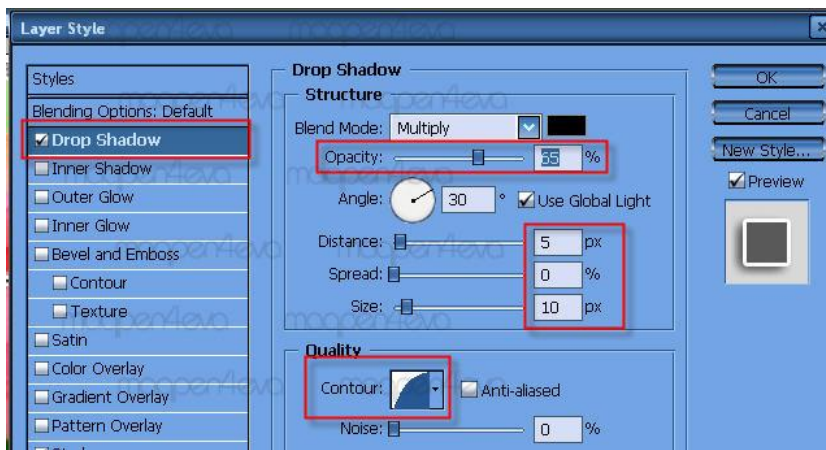 Layer Style
Styles
Blending Options: Default
Drop Shadow
Inner Shadow
Outer Glow
Inner Glow
Bevel and Emboss
Contour
Texture
Satin
Color Overlay
Gradient Overlay
Pattern Overlay
Drop Shadow
Structure
Blend Mode: Multiply
Opacity: 65 %
Angle: 30 ° Use Global Light
Distance: 5 px
Spread: 0 %
Size: 10 px
Quality
Contour: Anti-aliased
Noise: 0 %
OK
Cancel
New Style...
Preview